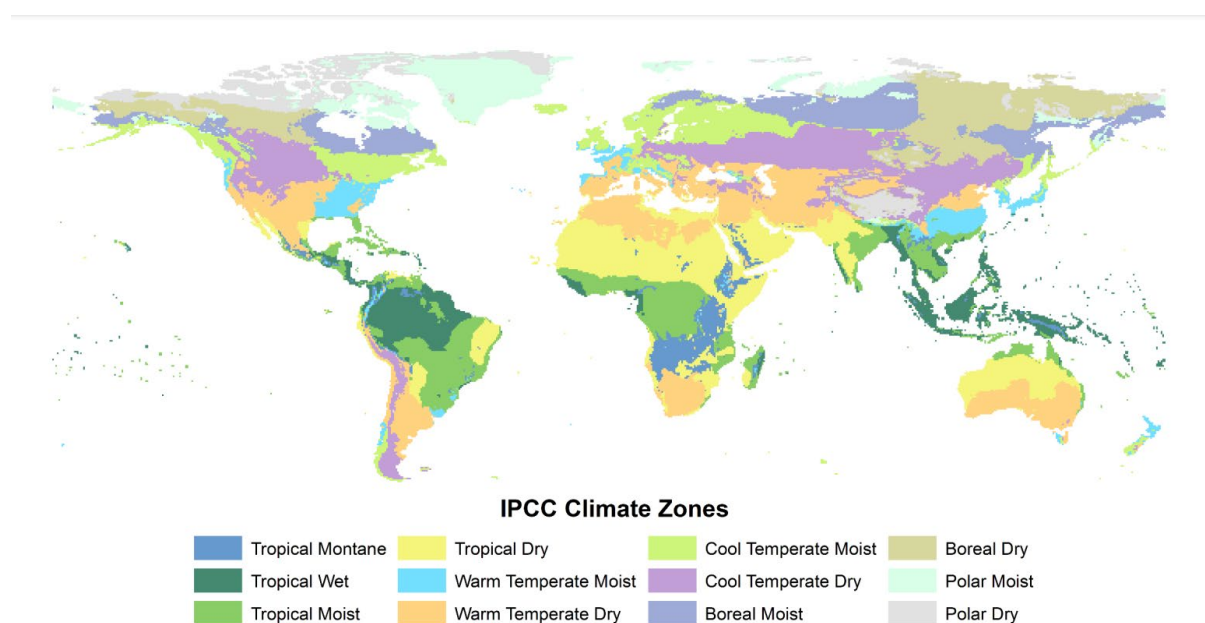 IPCC Climate Zones
Tropical Montane
Tropical Dry
Cool Temperate Moist
Boreal Dry
Tropical Wet
Warm Temperate Moist
Cool Temperate Dry
Polar Moist
Tropical Moist
Warm Temperate Dry
Boreal Moist
Polar Dry